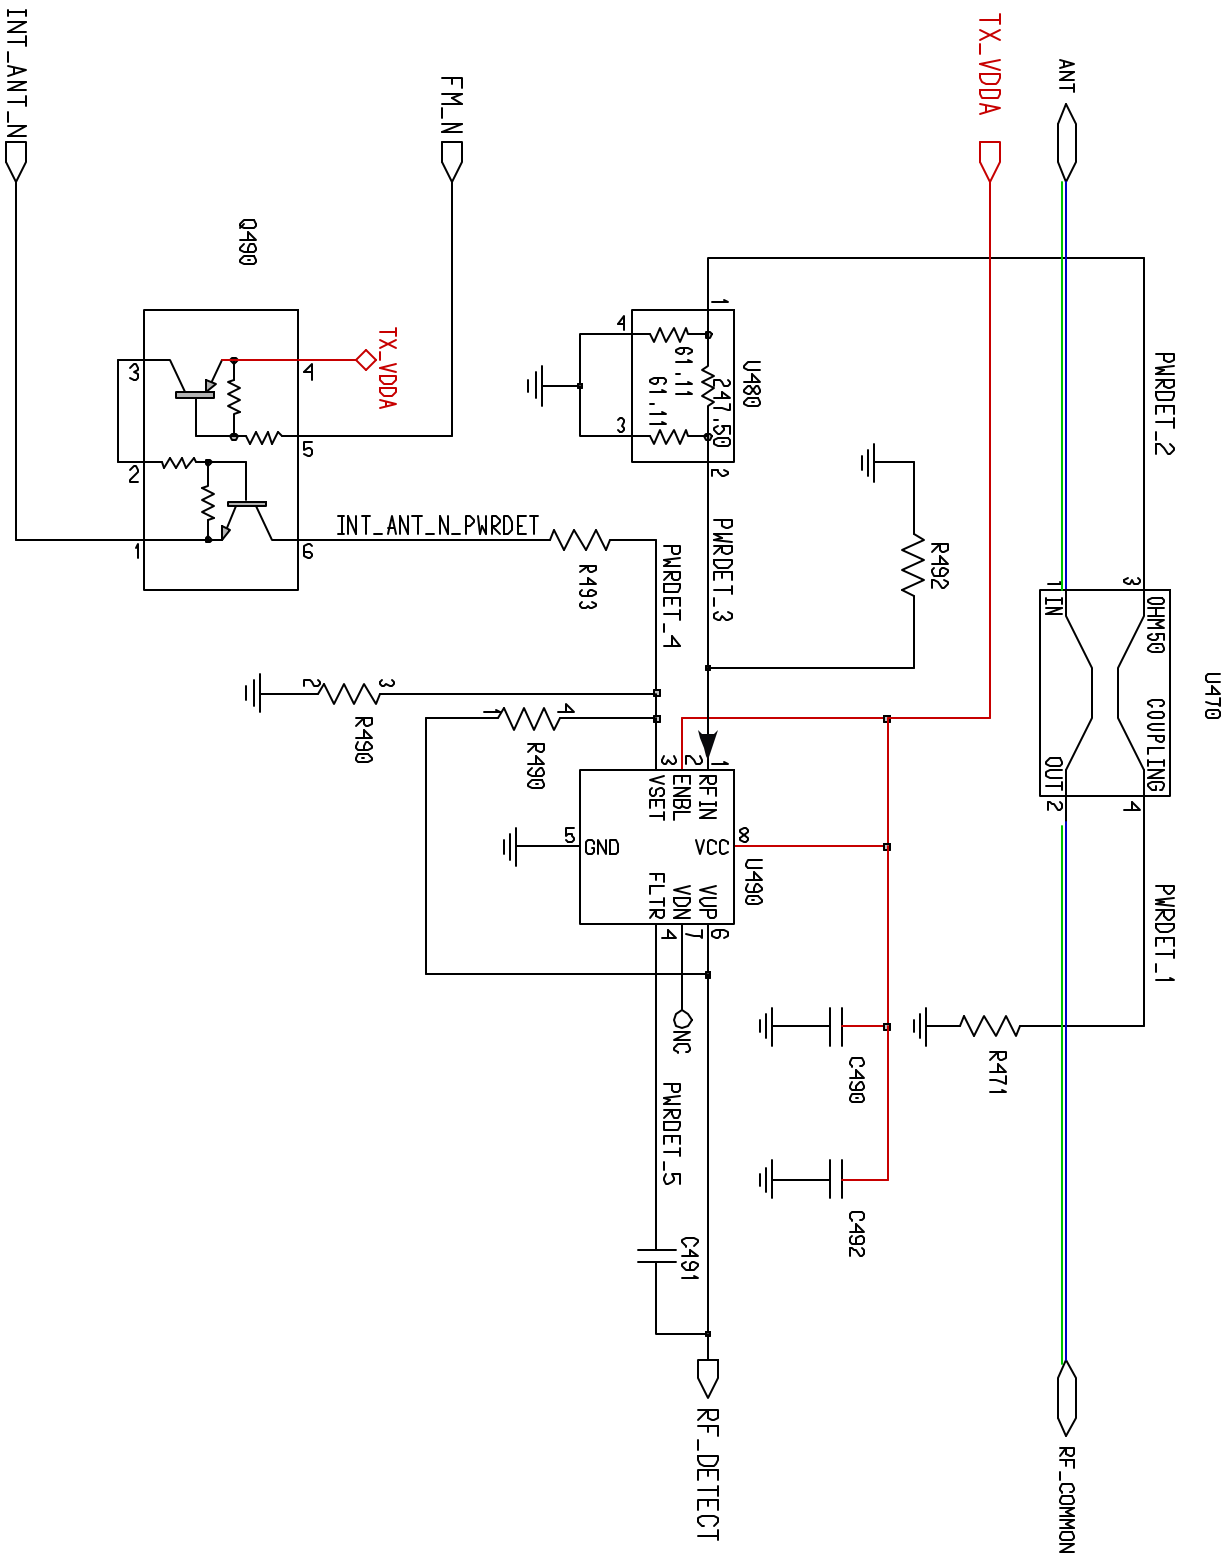 U470
PWRDET_2
3
OHM50
COUPLING
4
PWRDET_1
ANT
1
IN
OUT
2
RF_COMMON
TX_VDDA
R471
R492
C490
C492
U480
1
247.50
2
61.11
61.11
4
3
PWRDET_3
U490
8
VCC
1
RFIN
2
ENBL
3
VSET
VUP
6
VDN
7
FLTR
4
5
GND
NC
RF_DETECT
PWRDET_4
PWRDET_5
C491
R493
1
4
R490
2
3
R490
FM_N
TX_VDDA
INT_ANT_N_PWRDET
4
5
6
Q490
3
2
1
INT_ANT_N